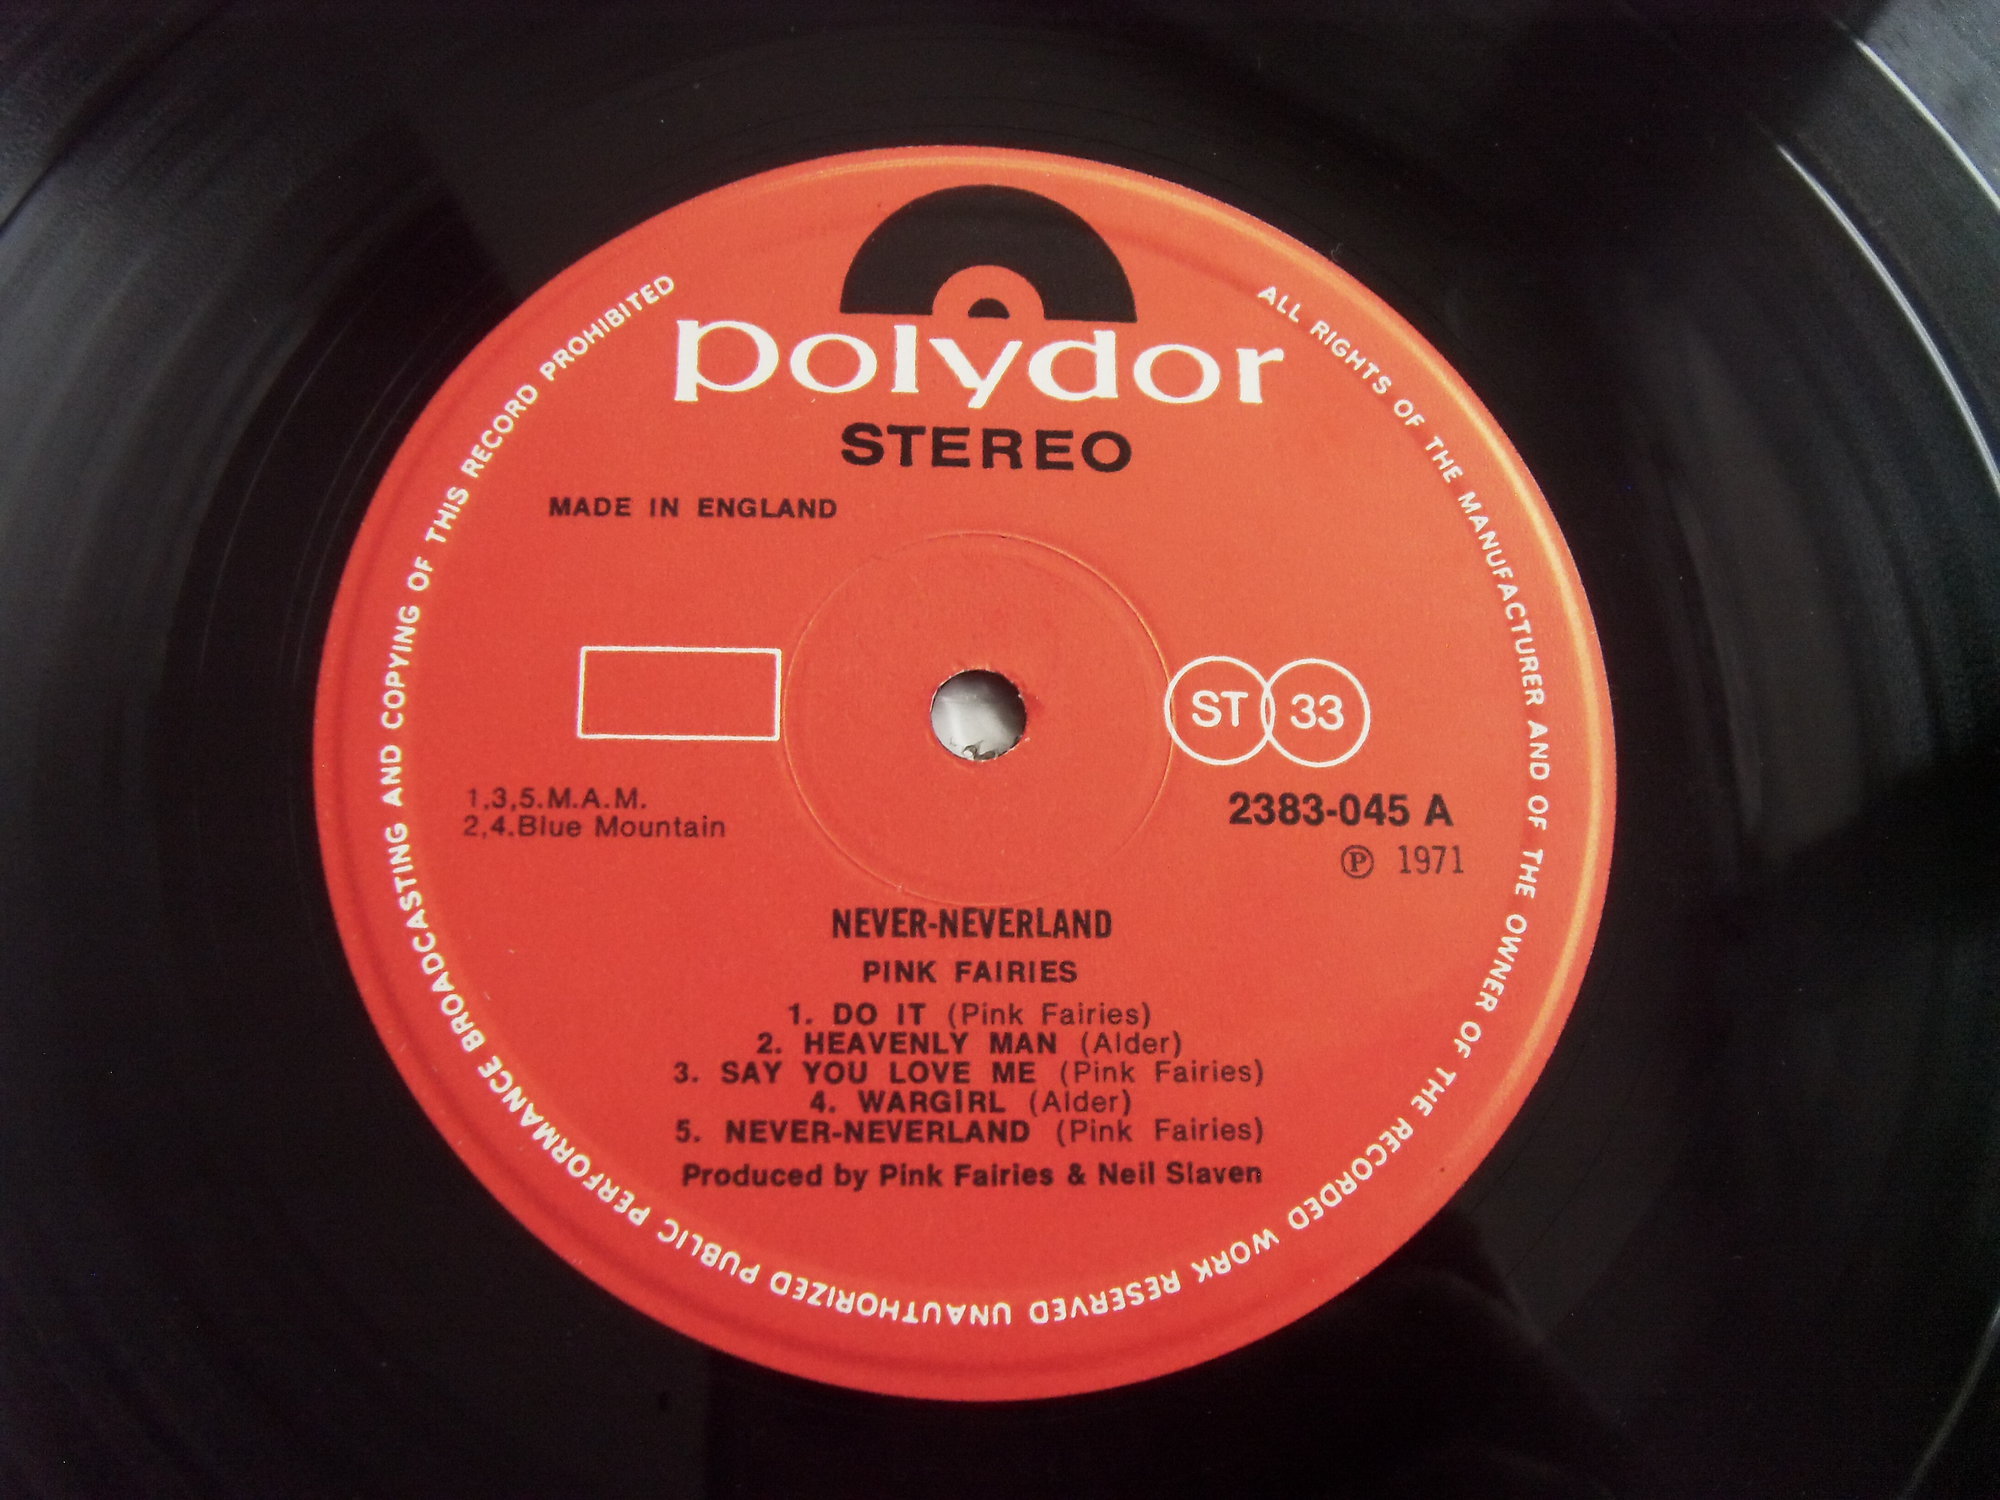 polydor
STEREO
MADE IN ENGLAND
ST 33
1,3,5.M.A.M.
2,4.Blue Mountain
2383-045 A
℗ 1971
NEVER-NEVERLAND
PINK FAIRIES
1. DO IT (Pink Fairies)
2. HEAVENLY MAN (Alder)
3. SAY YOU LOVE ME (Pink Fairies)
4. WARGIRL (Alder)
5. NEVER-NEVERLAND (Pink Fairies)
Produced by Pink Fairies & Neil Slaven
ALL RIGHTS OF THE MANUFACTURER AND OF THE OWNER OF THE RECORDED WORK RESERVED UNAUTHORIZED PUBLIC PERFORMANCE BROADCASTING AND COPYING OF THIS RECORD PROHIBITED